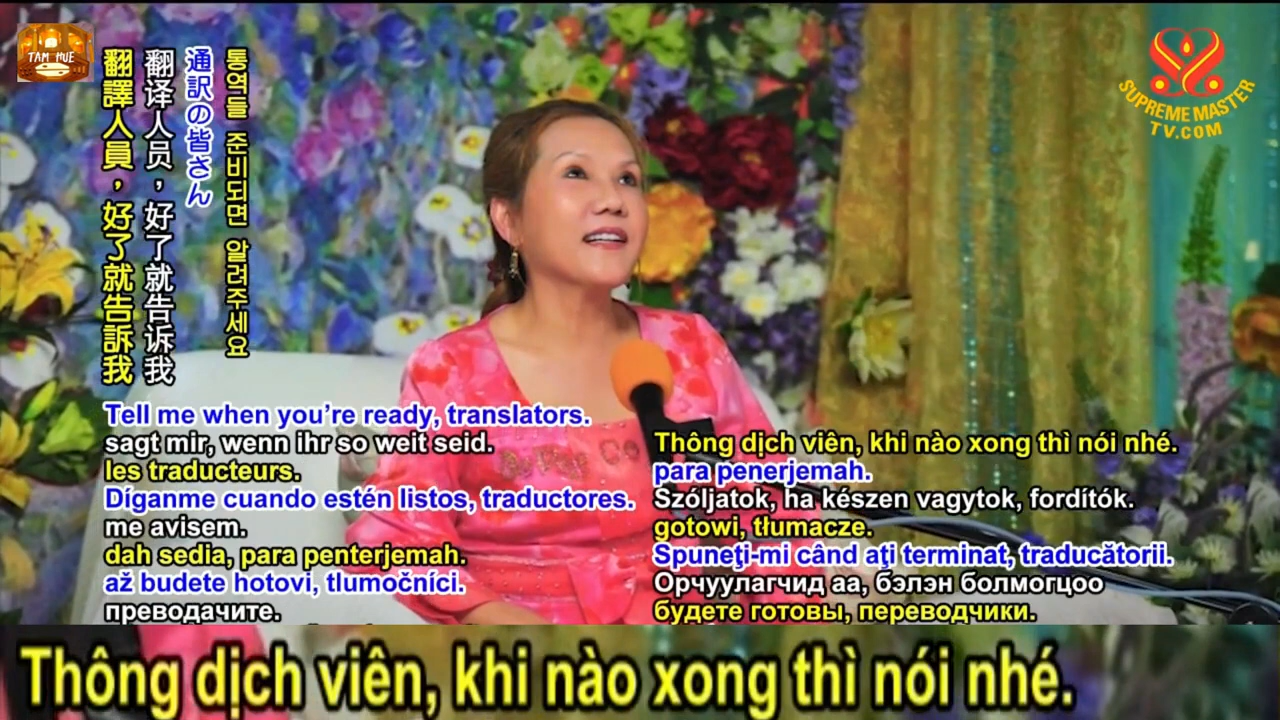 TAM HUE
SUPREME MASTER
TV.COM
통역들 준비되면 알려주세요
通訳の皆さん
翻译人员，好了就告诉我
翻譯人員，好了就告訴我
Tell me when you're ready, translators.
sagt mir, wenn ihr so weit seid.
les traducteurs.
Díganme cuando estén listos, traductores.
me avisem.
dah sedia, para penterjemah.
až budete hotovi, tlumočníci.
преводачите.
Thông dịch viên, khi nào xong thì nói nhé.
para penerjemah.
Szóljatok, ha készen vagytok, fordítók.
gotowi, tłumacze.
Spuneţi-mi când aţi terminat, traducătorii.
Орчуулагчид аа, бэлэн болмогцоо
будете готовы, переводчики.
Thông dịch viên, khi nào xong thì nói nhé.